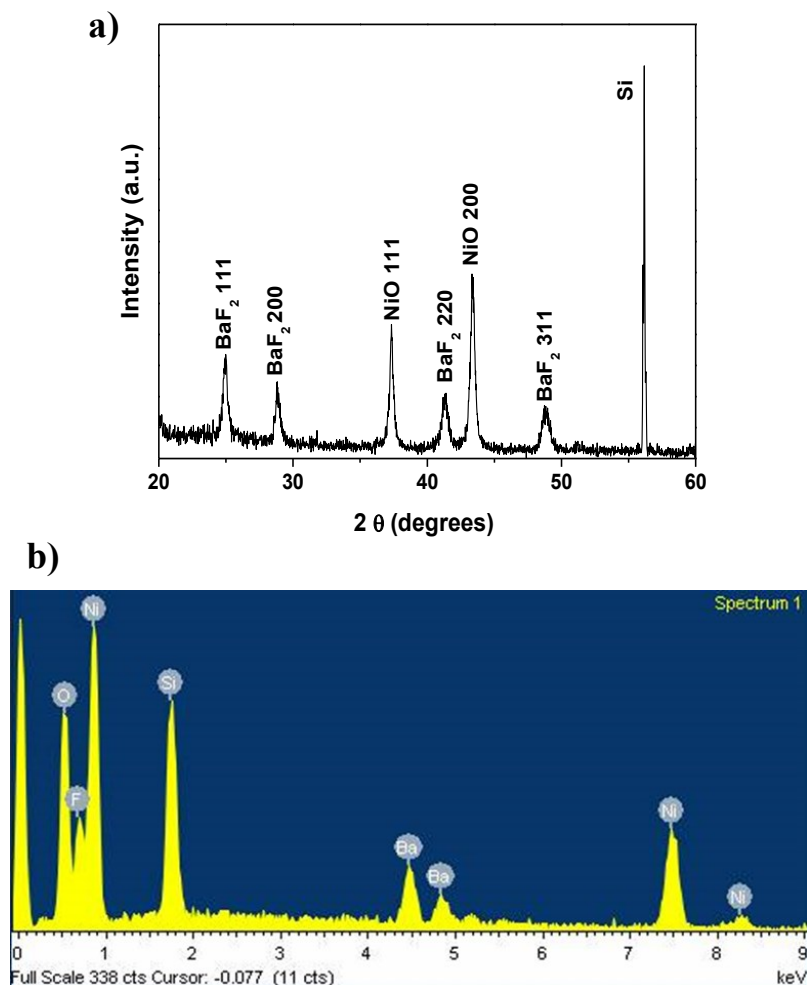 a)
Intensity (a.u.)
BaF₂ 111
BaF₂ 200
NiO 111
BaF₂ 220
NiO 200
BaF₂ 311
Si
20 30 40 50 60
2 θ (degrees)
b)
Spectrum 1
Ni
O
Si
F
Ba
Ba
Ni
Ni
0 1 2 3 4 5 6 7 8 9
Full Scale 338 cts Cursor: -0.077 (11 cts) keV